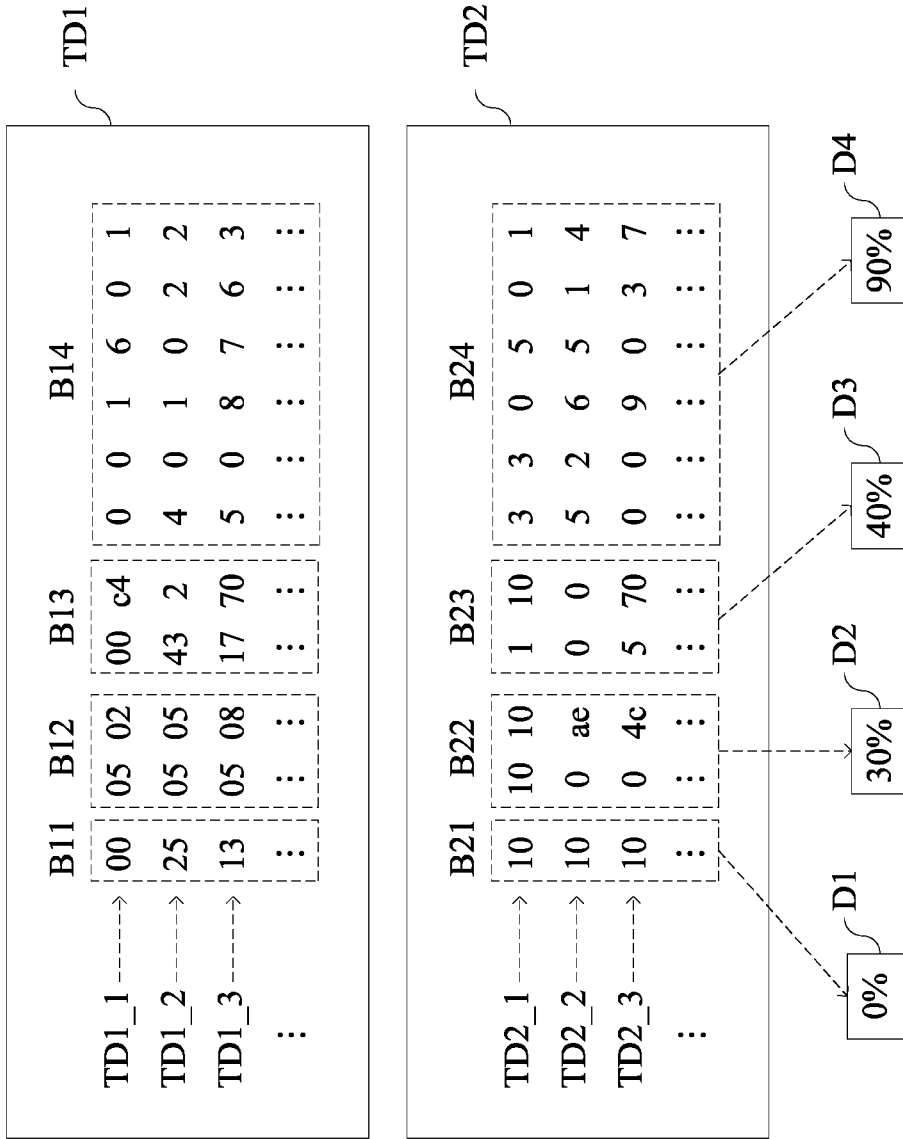 B11 B12 B13 B14 TD1
TD1_1 00 05 02 00 c4 0 0 1 6 0 1
TD1_2 25 05 05 43 2 4 0 1 0 2 2
TD1_3 13 05 08 17 70 5 0 8 7 6 3
⋮ ⋮ ⋮ ⋮ ⋮ ⋮ ⋮ ⋮ ⋮ ⋮ ⋮ ⋮
B21 B22 B23 B24 TD2
TD2_1 10 10 10 1 10 3 3 0 5 0 1
TD2_2 10 0 ae 0 0 5 2 6 5 1 4
TD2_3 10 0 4c 5 70 0 0 9 0 3 7
⋮ ⋮ ⋮ ⋮ ⋮ ⋮ ⋮ ⋮ ⋮ ⋮ ⋮ ⋮
D1 D2 D3 D4
0% 30% 40% 90%